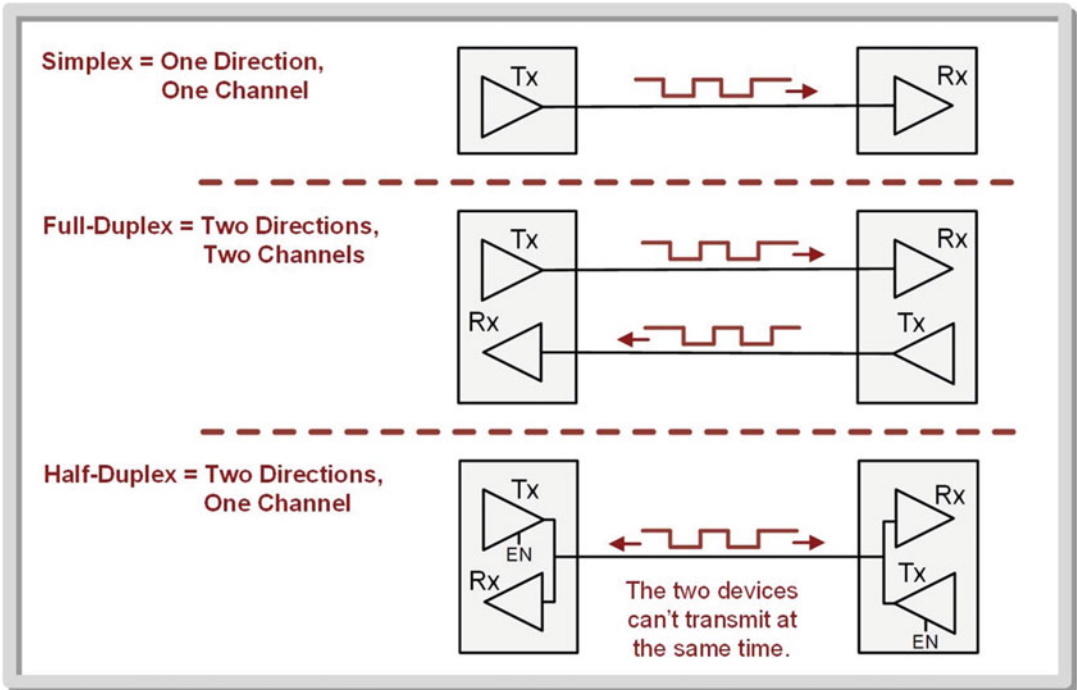 Simplex = One Direction,
One Channel
Tx
Rx
Full-Duplex = Two Directions,
Two Channels
Tx
Rx
Rx
Tx
Half-Duplex = Two Directions,
One Channel
Tx
EN
Rx
Rx
Tx
EN
The two devices
can't transmit at
the same time.